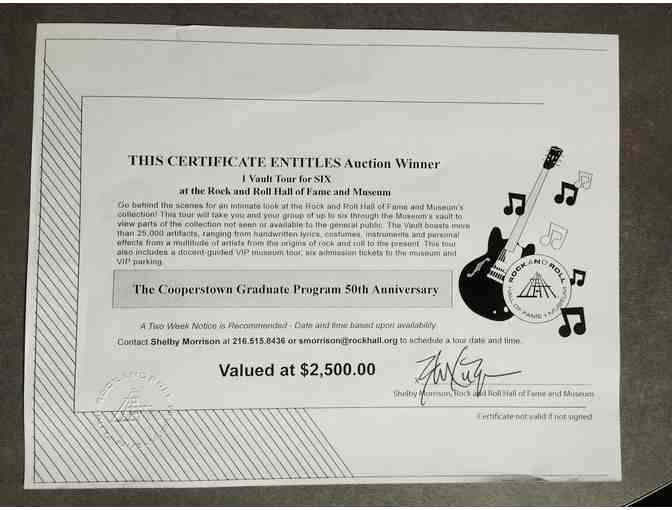 THIS CERTIFICATE ENTITLES Auction Winner
1 Vault Tour for SIX
at the Rock and Roll Hall of Fame and Museum
Go behind the scenes for an intimate look at the Rock and Roll Hall of Fame and Museum's
collection! This tour will take you and your group of up to six through the Museum's vault to
view parts of the collection not seen or available to the general public. The Vault boasts more
than 25,000 artifacts, ranging from handwritten lyrics, costumes, instruments and personal
effects from a multitude of artists from the origins of rock and roll to the present. This tour
also includes a docent-guided VIP museum tour, six admission tickets to the museum and
VIP parking.
ROCK AND ROLL
HALL OF FAME + MUSEUM
The Cooperstown Graduate Program 50th Anniversary
A Two Week Notice is Recommended - Date and time based upon availability
Contact Shelby Morrison at 216.515.8436 or smorrison@rockhall.org to schedule a tour date and time.
Valued at $2,500.00
Shelby Morrison, Rock and Roll Hall of Fame and Museum
ROCK AND ROLL
Certificate not valid if not signed.